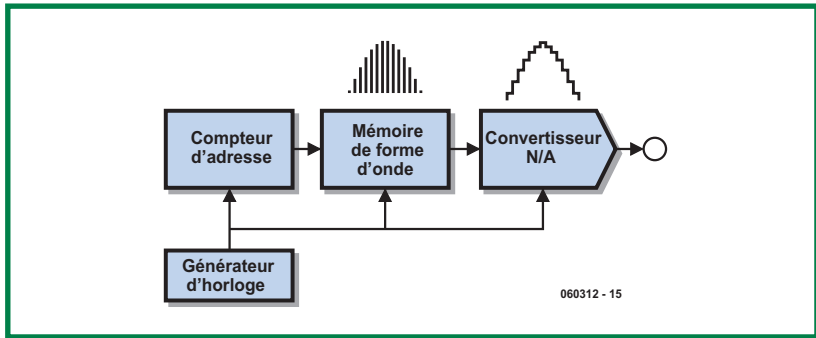 Compteur
d'adresse
Mémoire
de forme
d'onde
Convertisseur
N/A
Générateur
d'horloge
060312 - 15